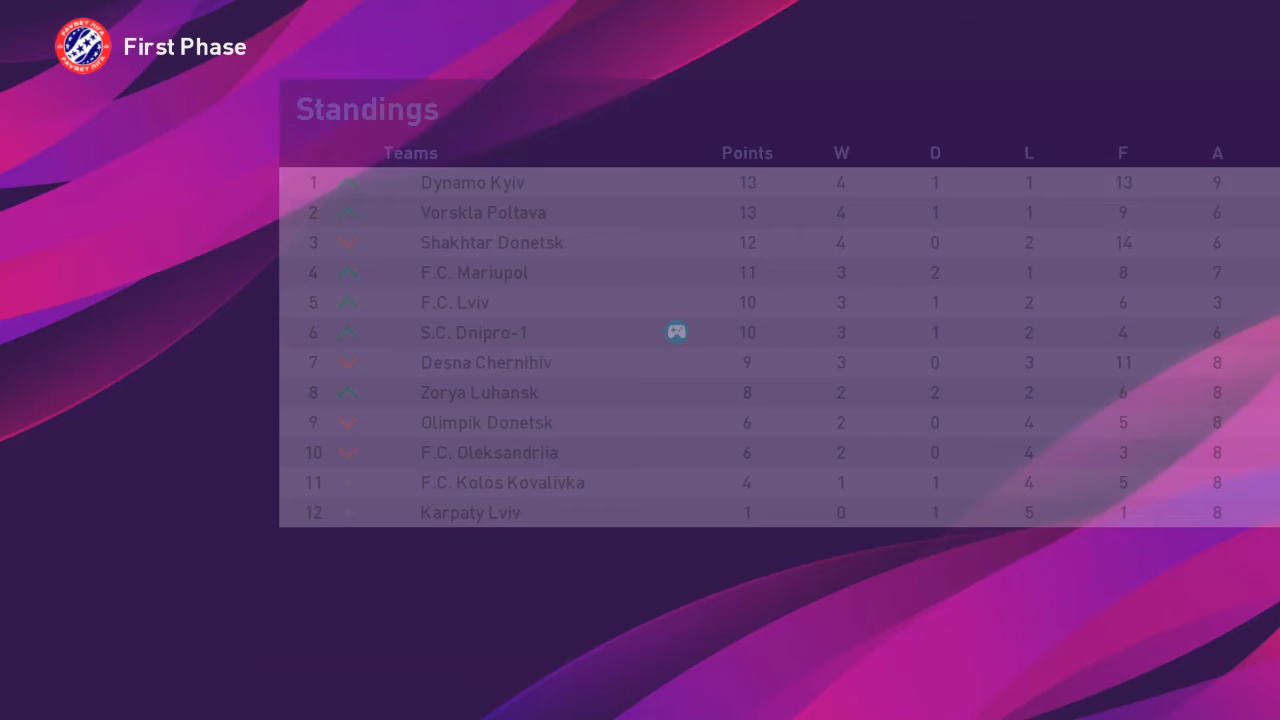 FAVBET ЛІГА
FAVBET ЛІГА
First Phase
Standings
Teams Points W D L F A
1 Dynamo Kyiv 13 4 1 1 13 9
2 Vorskla Poltava 13 4 1 1 9 6
3 Shakhtar Donetsk 12 4 0 2 14 6
4 F.C. Mariupol 11 3 2 1 8 7
5 F.C. Lviv 10 3 1 2 6 3
6 S.C. Dnipro-1 10 3 1 2 4 6
7 Desna Chernihiv 9 3 0 3 11 8
8 Zorya Luhansk 8 2 2 2 6 8
9 Olimpik Donetsk 6 2 0 4 5 8
10 F.C. Oleksandriia 6 2 0 4 3 8
11 F.C. Kolos Kovalivka 4 1 1 4 5 8
12 Karpaty Lviv 1 0 1 5 1 8